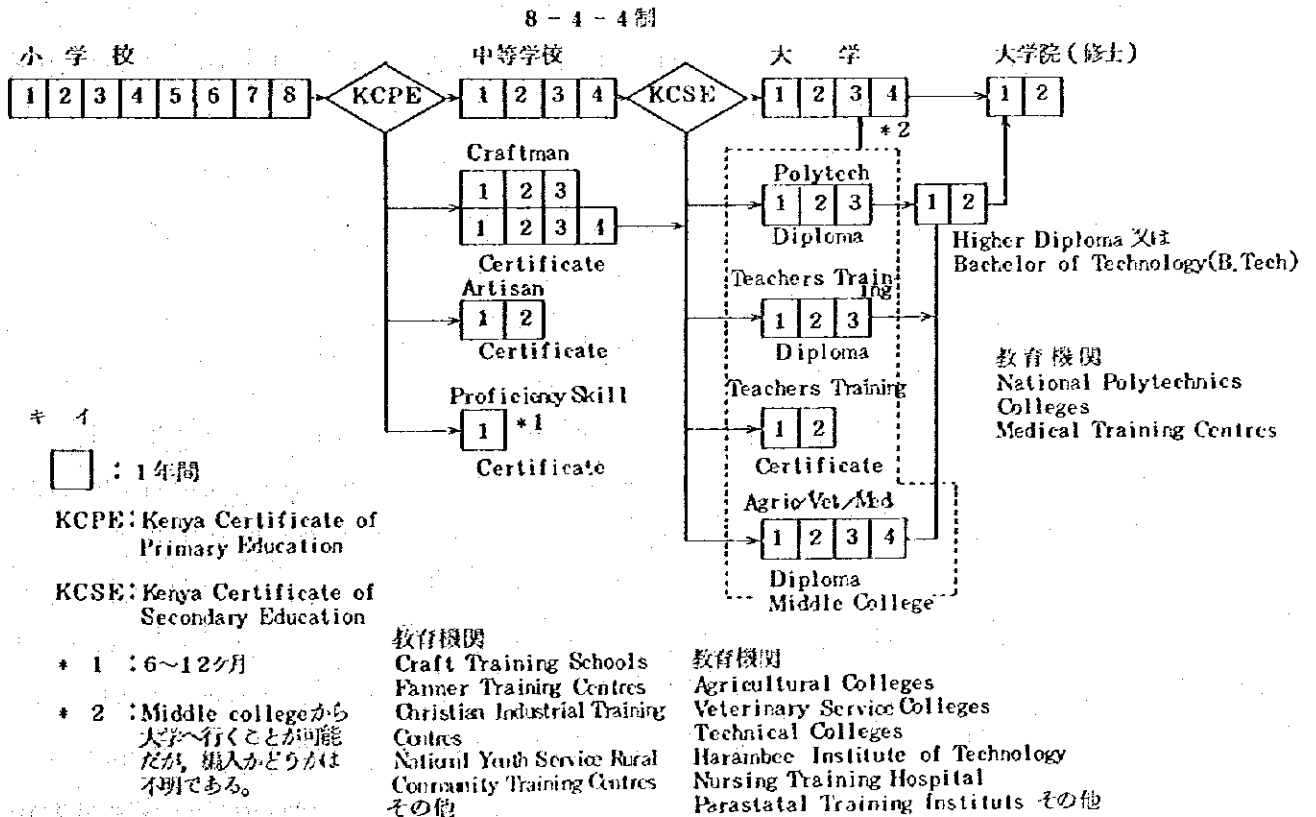 8-4-4制
小学校
中等学校
大学
大学院(修士)
1 2 3 4 5 6 7 8
KCPE
1 2 3 4
KCSE
1 2 3 4
1 2
*2
Craftman
1 2 3
1 2 3 4
Certificate
Artisan
1 2
Certificate
Proficiency Skill
1 *1
Certificate
Polytech
1 2 3
Diploma
1 2
Higher Diploma 又は
Bachelor of Technology(B.Tech)
Teachers Train-
ing
1 2 3
Diploma
Teachers Training
1 2
Certificate
Agrio/Vet/Med
1 2 3 4
Diploma
Middle College
教育機関
National Polytechnics
Colleges
Medical Training Centres
キイ
:1年間
KCPE:Kenya Certificate of
Primary Education
KCSE:Kenya Certificate of
Secondary Education
* 1 :6~12ケ月
* 2 :Middle collegeから
大学へ行くことが可能
だが,編入かどうかは
不明である。
教育機関
Craft Training Schools
Fanner Training Centres
Christian Industrial Training
Centres
National Youth Service Rural
Community Training Centres
その他
教育機関
Agricultural Colleges
Veterinary Service Colleges
Technical Colleges
Harambee Institute of Technology
Nursing Training Hospital
Parastatal Training Instituts その他